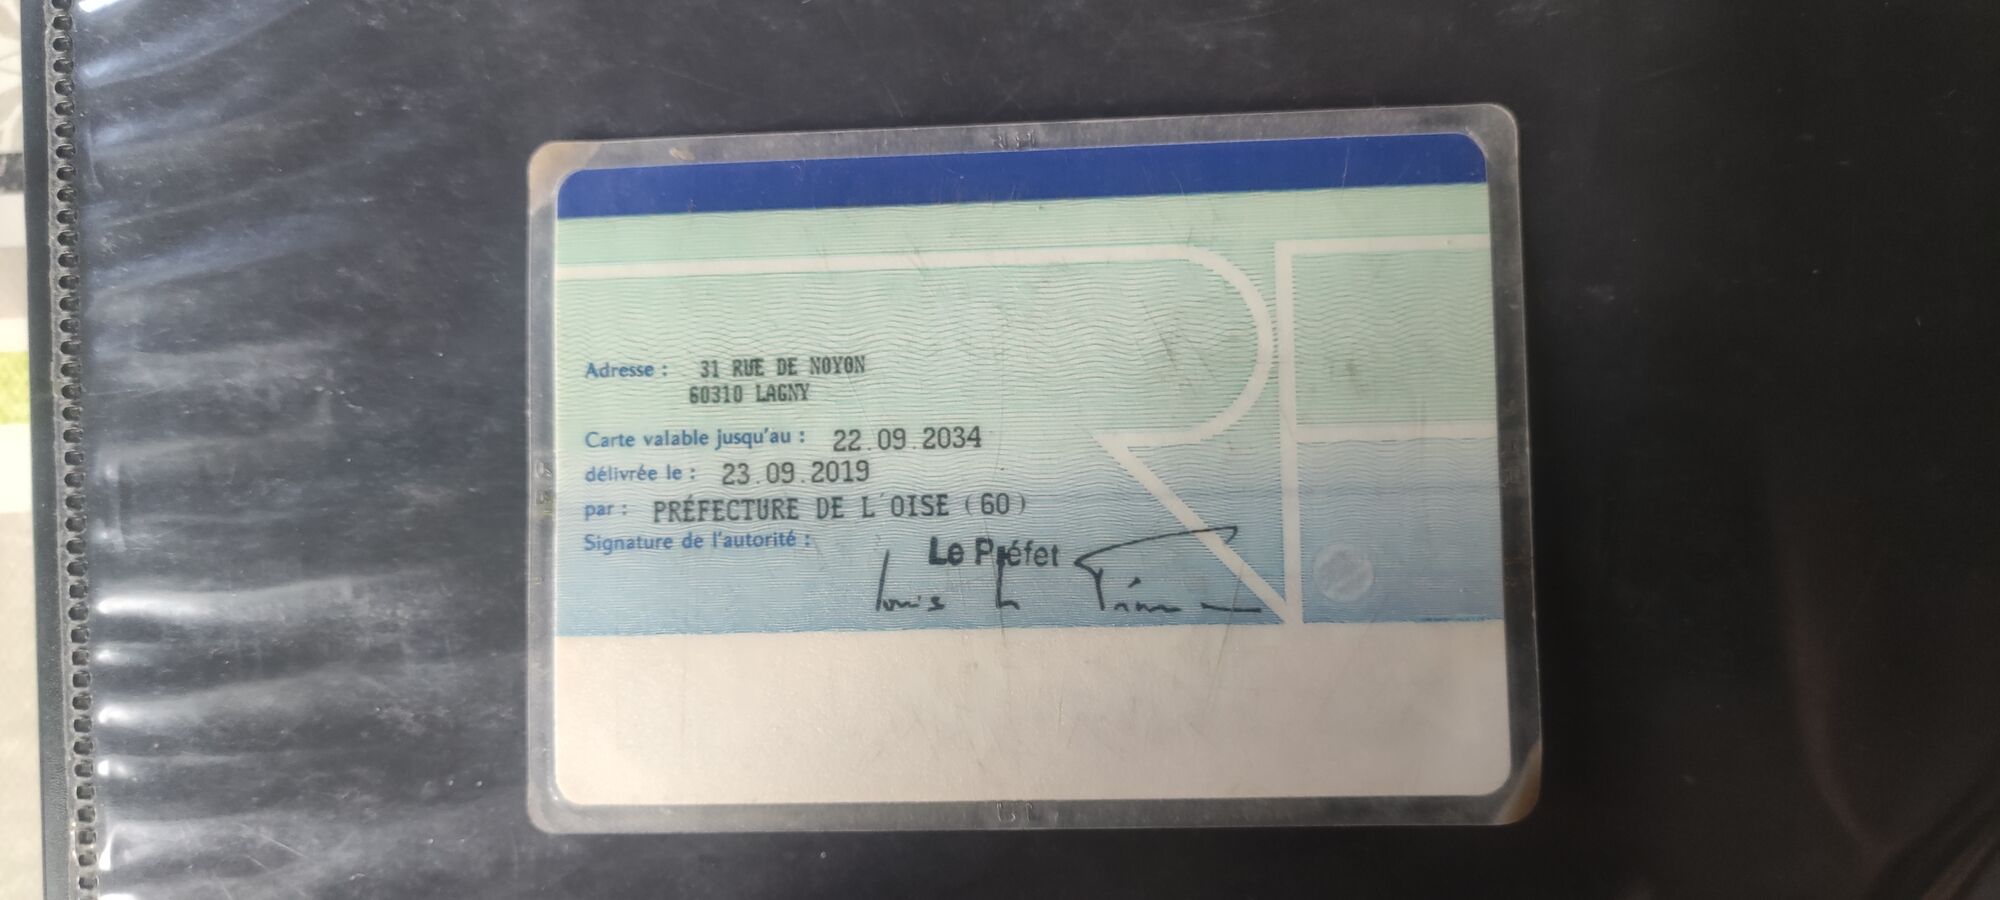 Adresse : 31 RUE DE NOYON
60310 LAGNY
Carte valable jusqu'au : 22.09.2034
délivrée le : 23.09.2019
par : PRÉFECTURE DE L'OISE (60)
Signature de l'autorité :
Le Préfet
RF